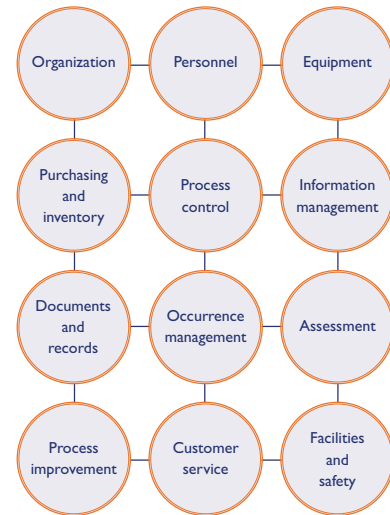 Organization
Personnel
Equipment
Purchasing
and
inventory
Process
control
Information
management
Documents
and
records
Occurrence
management
Assessment
Process
improvement
Customer
service
Facilities
and
safety